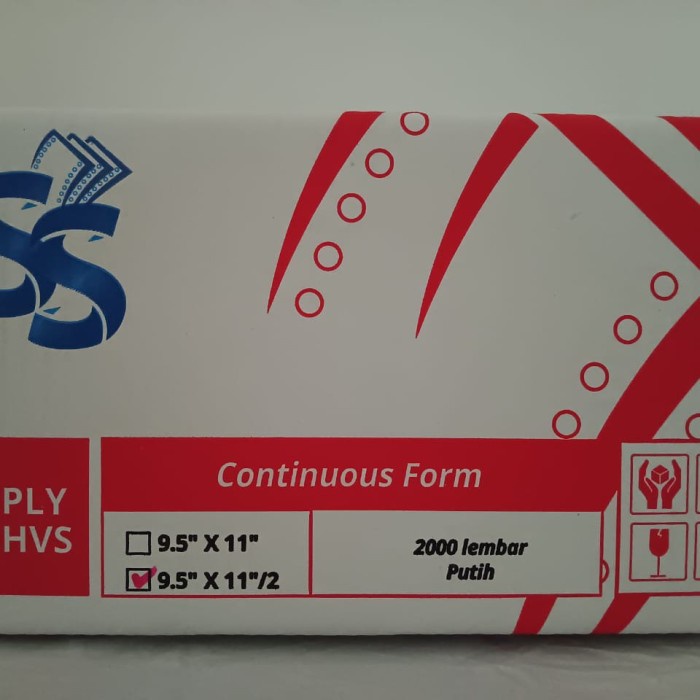 SS
PLY
HVS
Continuous Form
9.5" X 11"
9.5" X 11"/2
2000 lembar
Putih